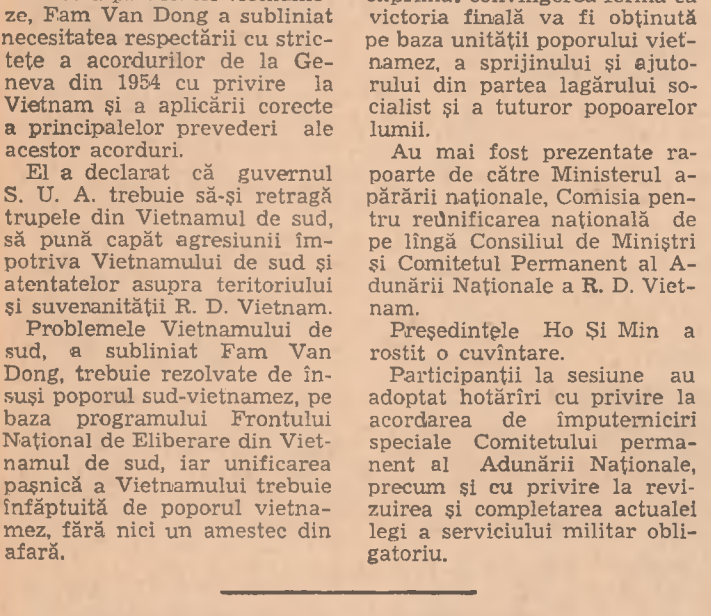 ze, Fam Van Dong a subliniat
necesitatea respectării cu stric-
tețe a acordurilor de la Ge-
neva din 1954 cu privire la
Vietnam și a aplicării corecte
a principalelor prevederi ale
acestor acorduri.
El a declarat că guvernul
S. U. A. trebuie să-și retragă
trupele din Vietnamul de sud,
să pună capăt agresiunii îm-
potriva Vietnamului de sud și
atentatelor asupra teritoriului
și suveranității R. D. Vietnam.
Problemele Vietnamului de
sud, a subliniat Fam Van
Dong, trebuie rezolvate de în-
suși poporul sud-vietnamez, pe
baza programului Frontului
Național de Eliberare din Viet-
namul de sud, iar unificarea
pașnică a Vietnamului trebuie
înfăptuită de poporul vietna-
mez, fără nici un amestec din
afară.
victoria finală va fi obținută
pe baza unității poporului viet-
namez, a sprijinului și ajuto-
rului din partea lagărului so-
cialist și a tuturor popoarelor
lumii.
Au mai fost prezentate ra-
poarte de către Ministerul a-
părării naționale, Comisia pen-
tru reunificarea națională de
pe lîngă Consiliul de Miniștri
și Comitetul Permanent al A-
dunării Naționale a R. D. Viet-
nam.
Președintele Ho Și Min a
rostit o cuvîntare.
Participanții la sesiune au
adoptat hotărîri cu privire la
acordarea de împuterniciri
speciale Comitetului perma-
nent al Adunării Naționale,
precum și cu privire la revi-
zuirea și completarea actualei
legi a serviciului militar obli-
gatoriu.